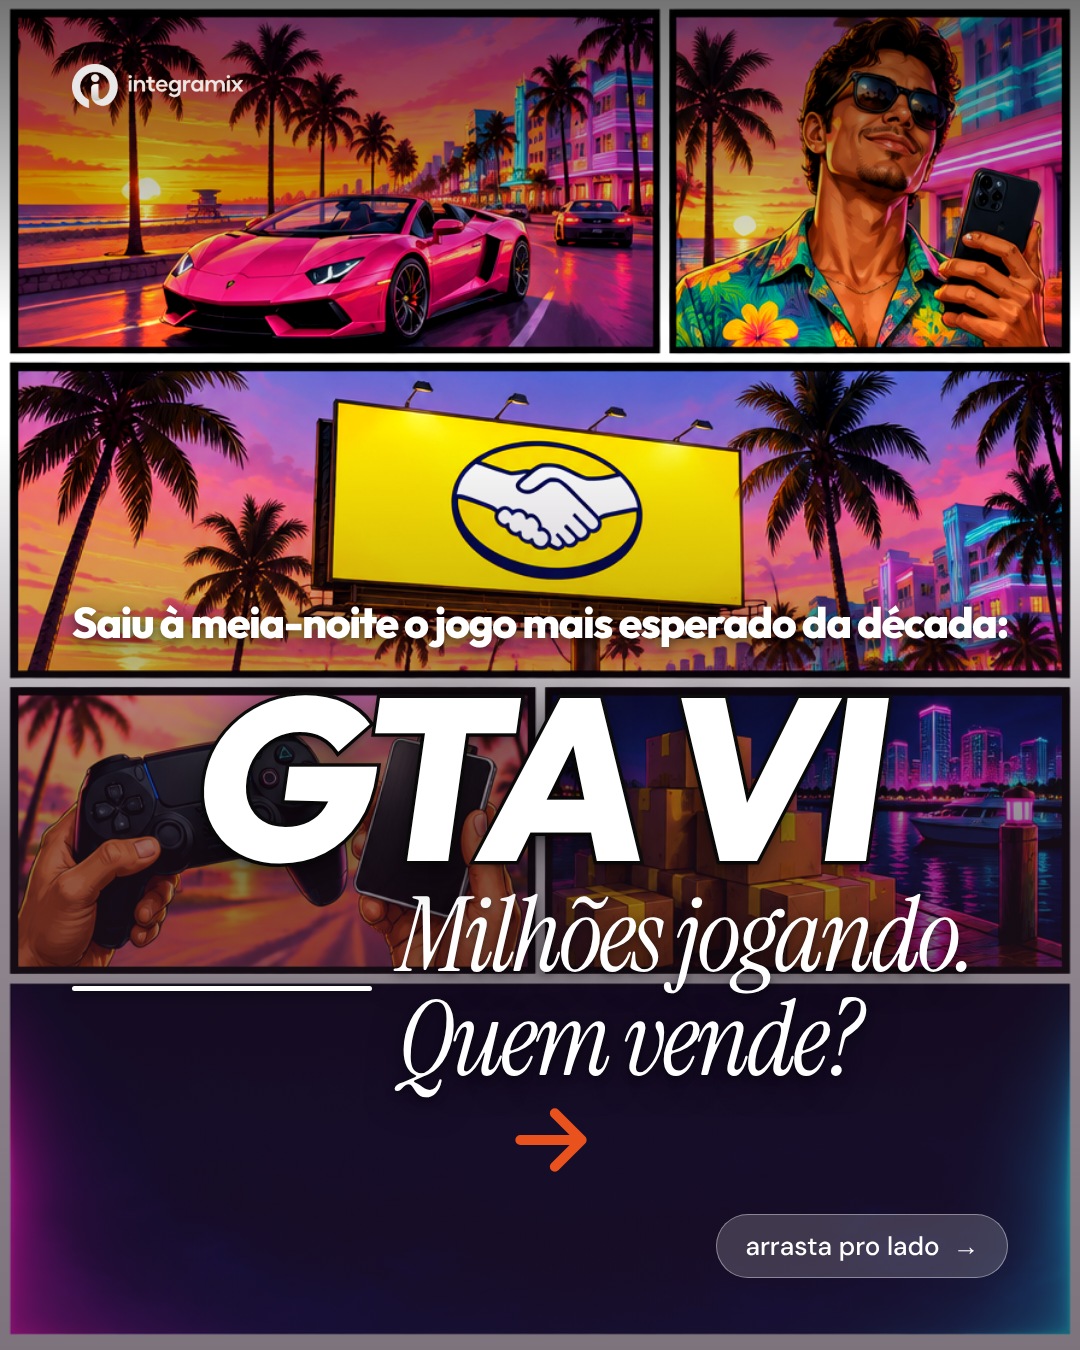 integramix
Saiu à meia-noite o jogo mais esperado da década:
GTA VI
Milhões jogando.
Quem vende?
arrasta pro lado →